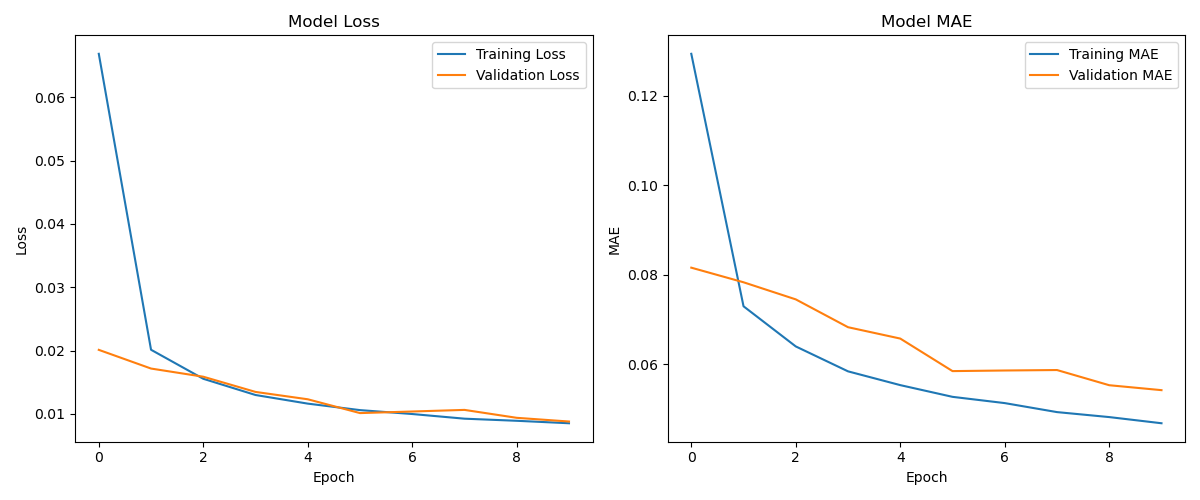 Model Loss
Training Loss
Validation Loss
0.06
0.05
0.04
0.03
0.02
0.01
Loss
0 2 4 6 8
Epoch
Model MAE
Training MAE
Validation MAE
0.12
0.10
0.08
0.06
MAE
0 2 4 6 8
Epoch